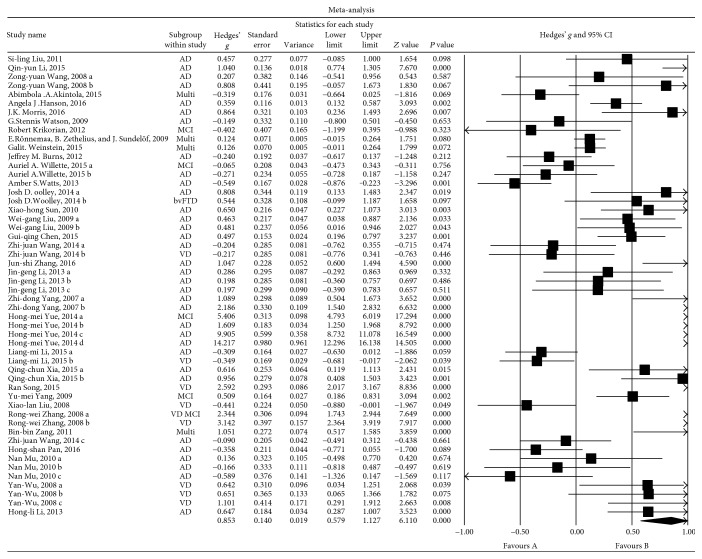 Meta-analysis
Statistics for each study
Study name Subgroup within study Hedges' g Standard error Variance Lower limit Upper limit Z value P value Hedges' g and 95% CI
Si-ling Liu, 2011 AD 0.457 0.277 0.077 −0.085 1.000 1.654 0.098
Qin-yun Li, 2015 AD 1.040 0.136 0.018 0.774 1.305 7.670 0.000
Zong-yuan Wang, 2008 a AD 0.207 0.382 0.146 −0.541 0.956 0.543 0.587
Zong-yuan Wang, 2008 b AD 0.808 0.441 0.195 −0.057 1.673 1.830 0.067
Abimbola .A.Akintola, 2015 Multi −0.319 0.176 0.031 −0.664 0.025 −1.816 0.069
Angela J .Hanson, 2016 AD 0.359 0.116 0.013 0.132 0.587 3.093 0.002
J.K. Morris, 2016 AD 0.864 0.321 0.103 0.236 1.493 2.696 0.007
G.Stennis Watson, 2009 AD −0.149 0.332 0.110 −0.800 0.501 −0.450 0.653
Robert Krikorian, 2012 MCI −0.402 0.407 0.165 −1.199 0.395 −0.988 0.323
E.Rönnemaa, B. Zethelius, and J. Sundelöf, 2009 Multi 0.124 0.071 0.005 −0.015 0.264 1.751 0.080
Galit. Weinstein, 2015 Multi 0.126 0.070 0.005 −0.011 0.264 1.799 0.072
Jeffrey M. Burns, 2012 AD −0.240 0.192 0.037 −0.617 0.137 −1.248 0.212
Auriel A. Willette, 2015 a MCI −0.065 0.208 0.043 −0.473 0.343 −0.311 0.756
Auriel A.Willette, 2015 b AD −0.271 0.234 0.055 −0.728 0.187 −1.158 0.247
Amber S.Watts, 2013 AD −0.549 0.167 0.028 −0.876 −0.223 −3.296 0.001
Josh D. oolley, 2014 a AD 0.808 0.344 0.119 0.133 1.483 2.347 0.019
Josh D.Woolley, 2014 b bvFTD 0.544 0.328 0.108 −0.099 1.187 1.658 0.097
Xiao-hong Sun, 2010 AD 0.650 0.216 0.047 0.227 1.073 3.013 0.003
Wei-gang Liu, 2009 a AD 0.463 0.217 0.047 0.038 0.887 2.136 0.033
Wei-gang Liu, 2009 b AD 0.481 0.237 0.056 0.016 0.946 2.027 0.043
Gui-qing Chen, 2015 AD 0.497 0.153 0.024 0.196 0.797 3.237 0.001
Zhi-juan Wang, 2014 a AD −0.204 0.285 0.081 −0.762 0.355 −0.715 0.474
Zhi-juan Wang, 2014 b VD −0.217 0.285 0.081 −0.776 0.341 −0.763 0.446
Jun-shi Zhang, 2016 AD 1.047 0.228 0.052 0.600 1.494 4.590 0.000
Jin-geng Li, 2013 a AD 0.286 0.295 0.087 −0.292 0.863 0.969 0.332
Jin-geng Li, 2013 b AD 0.198 0.285 0.081 −0.360 0.757 0.697 0.486
Jin-geng Li, 2013 c AD 0.197 0.299 0.090 −0.390 0.783 0.657 0.511
Zhi-dong Yang, 2007 a AD 1.089 0.298 0.089 0.504 1.673 3.652 0.000
Zhi-dong Yang, 2007 b AD 2.186 0.330 0.109 1.540 2.832 6.632 0.000
Hong-mei Yue, 2014 a MCI 5.406 0.313 0.098 4.793 6.019 17.294 0.000
Hong-mei Yue, 2014 b AD 1.609 0.183 0.034 1.250 1.968 8.792 0.000
Hong-mei Yue, 2014 c AD 9.905 0.599 0.358 8.732 11.078 16.549 0.000
Hong-mei Yue, 2014 d AD 14.217 0.980 0.961 12.296 16.138 14.505 0.000
Liang-mi Li, 2015 a AD −0.309 0.164 0.027 −0.630 0.012 −1.886 0.059
Liang-mi Li, 2015 b VD −0.349 0.169 0.029 −0.681 −0.017 −2.062 0.039
Qing-chun Xia, 2015 a AD 0.616 0.253 0.064 0.119 1.113 2.431 0.015
Qing-chun Xia, 2015 b AD 0.956 0.279 0.078 0.408 1.503 3.423 0.001
Ran Song, 2015 VD 2.592 0.293 0.086 2.017 3.167 8.836 0.000
Yu-mei Yang, 2009 MCI 0.509 0.164 0.027 0.186 0.831 3.094 0.002
Xiao-lan Liu, 2008 VD −0.441 0.224 0.050 −0.880 −0.001 −1.967 0.049
Rong-wei Zhang, 2008 a VD MCI 2.344 0.306 0.094 1.743 2.944 7.649 0.000
Rong-wei Zhang, 2008 b VD 3.142 0.397 0.157 2.364 3.919 7.917 0.000
Bin-bin Zang, 2011 Multi 1.051 0.272 0.074 0.517 1.585 3.859 0.000
Zhi-juan Wang, 2014 c AD −0.090 0.205 0.042 −0.491 0.312 −0.438 0.661
Hong-shan Pan, 2016 AD −0.358 0.211 0.044 −0.771 0.055 −1.700 0.089
Nan Mu, 2010 a AD 0.136 0.323 0.105 −0.498 0.770 0.420 0.674
Nan Mu, 2010 b AD −0.166 0.333 0.111 −0.818 0.487 −0.497 0.619
Nan Mu, 2010 c AD −0.589 0.376 0.141 −1.326 0.147 −1.569 0.117
Yan-Wu, 2008 a VD 0.642 0.310 0.096 0.034 1.251 2.068 0.039
Yan-Wu, 2008 b VD 0.651 0.365 0.133 0.065 1.366 1.782 0.075
Yan-Wu, 2008 c VD 1.101 0.414 0.171 0.291 1.912 2.663 0.008
Hong-li Li, 2013 AD 0.647 0.184 0.034 0.287 1.007 3.523 0.000
0.853 0.140 0.019 0.579 1.127 6.110 0.000
−1.00 −0.50 0.00 0.50 1.00
Favours A Favours B